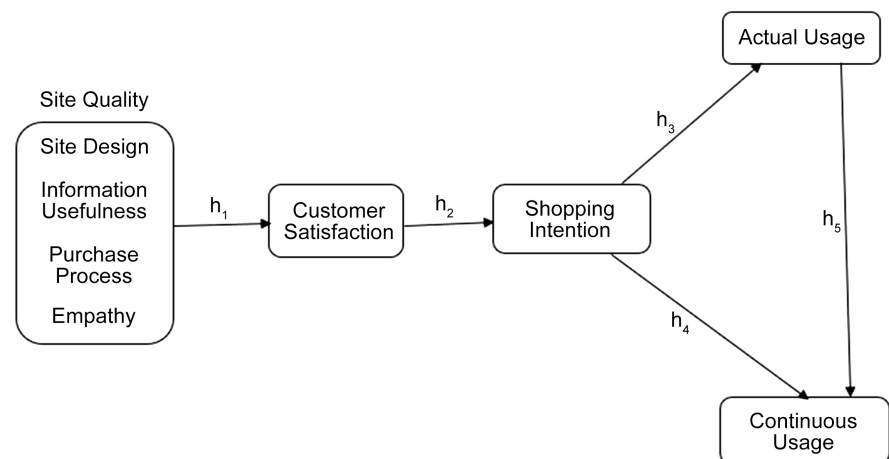 Actual Usage
Site Quality
Site Design
Information
Usefulness
Purchase
Process
Empathy
h₁
Customer
Satisfaction
h₂
Shopping
Intention
h₃
h₄
h₅
Continuous
Usage